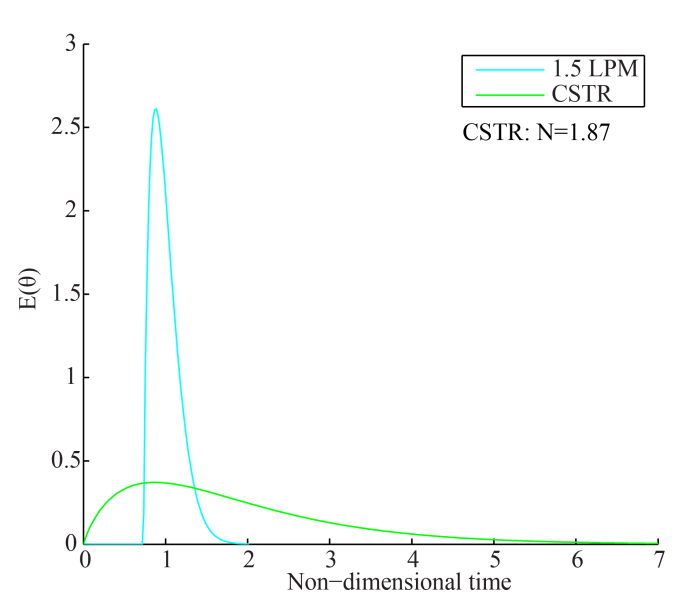 3
2.5
2
1.5
1
0.5
0
E(θ)
1.5 LPM
CSTR
CSTR: N=1.87
0 1 2 3 4 5 6 7
Non−dimensional time